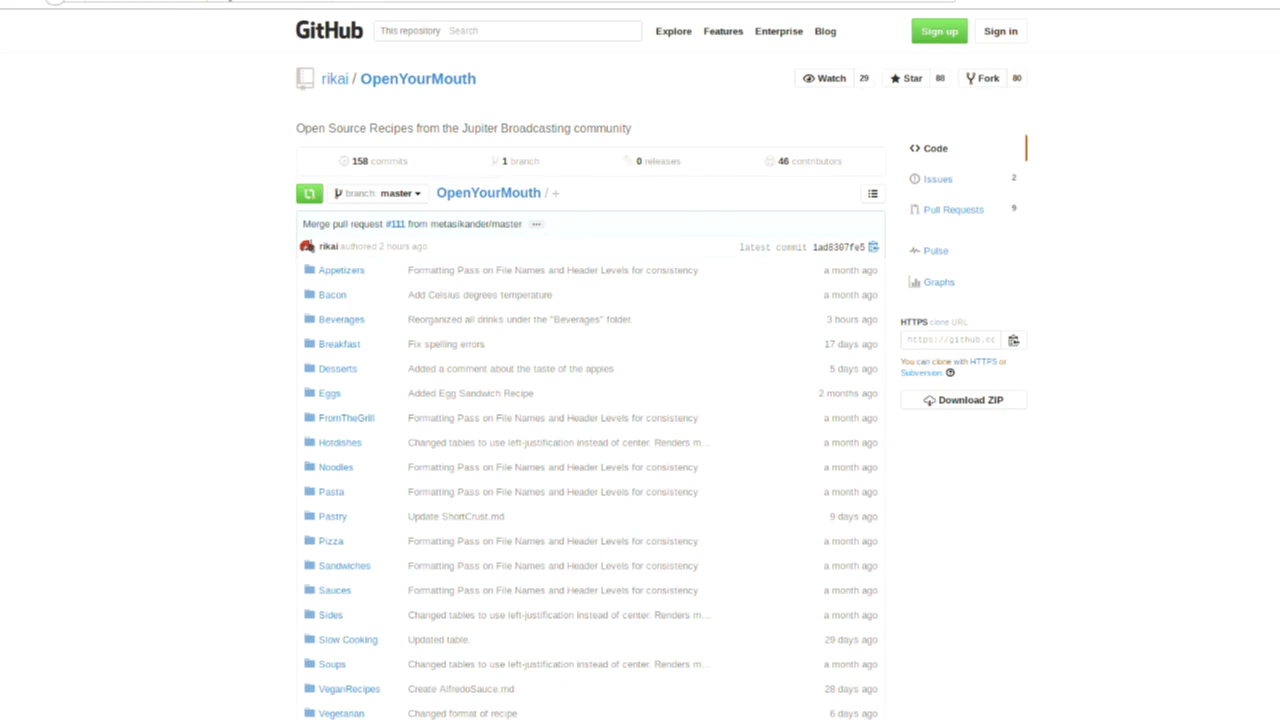 GitHub This repository Search Explore Features Enterprise Blog Sign up Sign in
rikai / OpenYourMouth Watch 29 Star 88 Fork 80
Open Source Recipes from the Jupiter Broadcasting community
158 commits 1 branch 0 releases 46 contributors
branch: master OpenYourMouth / +
Merge pull request #111 from metasikander/master ...
rikai authored 2 hours ago latest commit 1ad8307fe5
Appetizers Formatting Pass on File Names and Header Levels for consistency a month ago
Bacon Add Celsius degrees temperature a month ago
Beverages Reorganized all drinks under the "Beverages" folder. 3 hours ago
Breakfast Fix spelling errors 17 days ago
Desserts Added a comment about the taste of the apples 5 days ago
Eggs Added Egg Sandwich Recipe 2 months ago
FromTheGrill Formatting Pass on File Names and Header Levels for consistency a month ago
Hotdishes Changed tables to use left-justification instead of center. Renders m... a month ago
Noodles Formatting Pass on File Names and Header Levels for consistency a month ago
Pasta Formatting Pass on File Names and Header Levels for consistency a month ago
Pastry Update ShortCrust.md 9 days ago
Pizza Formatting Pass on File Names and Header Levels for consistency a month ago
Sandwiches Formatting Pass on File Names and Header Levels for consistency a month ago
Sauces Formatting Pass on File Names and Header Levels for consistency a month ago
Sides Changed tables to use left-justification instead of center. Renders m... a month ago
Slow Cooking Updated table. 29 days ago
Soups Changed tables to use left-justification instead of center. Renders m... a month ago
VeganRecipes Create AlfredoSauce.md 28 days ago
Vegetarian Changed format of recipe 6 days ago
Code
Issues 2
Pull Requests 9
Pulse
Graphs
HTTPS clone URL
https://github.cc
You can clone with HTTPS or
Subversion.
Download ZIP